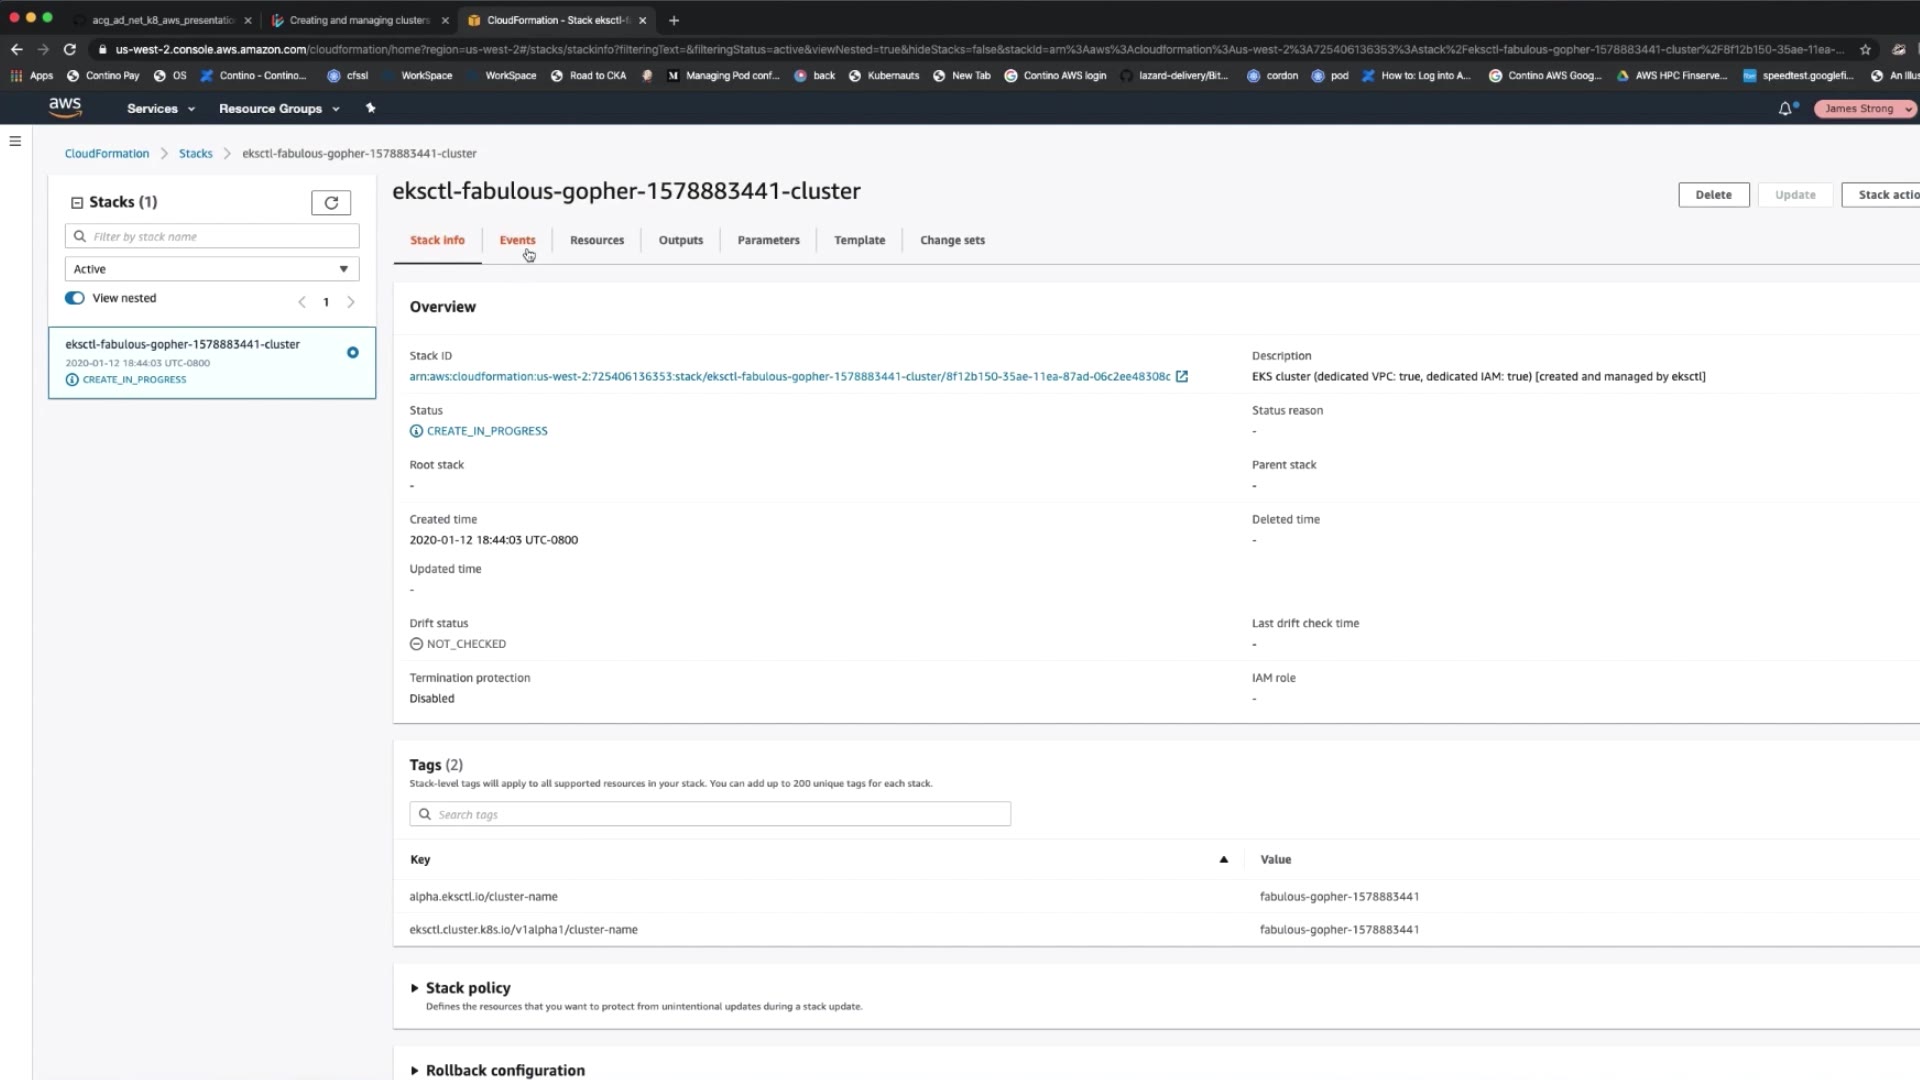 acg_ad_net_k8_aws_presentatio
Creating and managing clusters
CloudFormation - Stack eksctl-f
us-west-2.console.aws.amazon.com/cloudformation/home?region=us-west-2#/stacks/stackinfo?filteringText=&filteringStatus=active&viewNested=true&hideStacks=false&stackId=arn%3Aaws%3Acloudformation%3Aus-west-2%3A725406136353%3Astack%2Feksctl-fabulous-gopher-1578883441-cluster%2F8f12b150-35ae-11ea-...
Apps
Contino Pay
OS
Contino - Contino...
cfssl
WorkSpace
WorkSpace
Road to CKA
Managing Pod conf...
back
Kubernauts
New Tab
Contino AWS login
lazard-delivery/Bit...
cordon
pod
How to: Log into A...
Contino AWS Goog...
AWS HPC Finserve...
speedtest.googlefi...
An Illus
aws
Services
Resource Groups
James Strong
CloudFormation
Stacks
eksctl-fabulous-gopher-1578883441-cluster
Stacks (1)
Filter by stack name
Active
View nested
1
eksctl-fabulous-gopher-1578883441-cluster
2020-01-12 18:44:03 UTC-0800
CREATE_IN_PROGRESS
eksctl-fabulous-gopher-1578883441-cluster
Delete
Update
Stack actio
Stack info
Events
Resources
Outputs
Parameters
Template
Change sets
Overview
Stack ID
arn:aws:cloudformation:us-west-2:725406136353:stack/eksctl-fabulous-gopher-1578883441-cluster/8f12b150-35ae-11ea-87ad-06c2ee48308c
Description
EKS cluster (dedicated VPC: true, dedicated IAM: true) [created and managed by eksctl]
Status
CREATE_IN_PROGRESS
Status reason
-
Root stack
-
Parent stack
-
Created time
2020-01-12 18:44:03 UTC-0800
Deleted time
-
Updated time
-
Drift status
NOT_CHECKED
Last drift check time
-
Termination protection
Disabled
IAM role
-
Tags (2)
Stack-level tags will apply to all supported resources in your stack. You can add up to 200 unique tags for each stack.
Search tags
Key
Value
alpha.eksctl.io/cluster-name
fabulous-gopher-1578883441
eksctl.cluster.k8s.io/v1alpha1/cluster-name
fabulous-gopher-1578883441
Stack policy
Defines the resources that you want to protect from unintentional updates during a stack update.
Rollback configuration